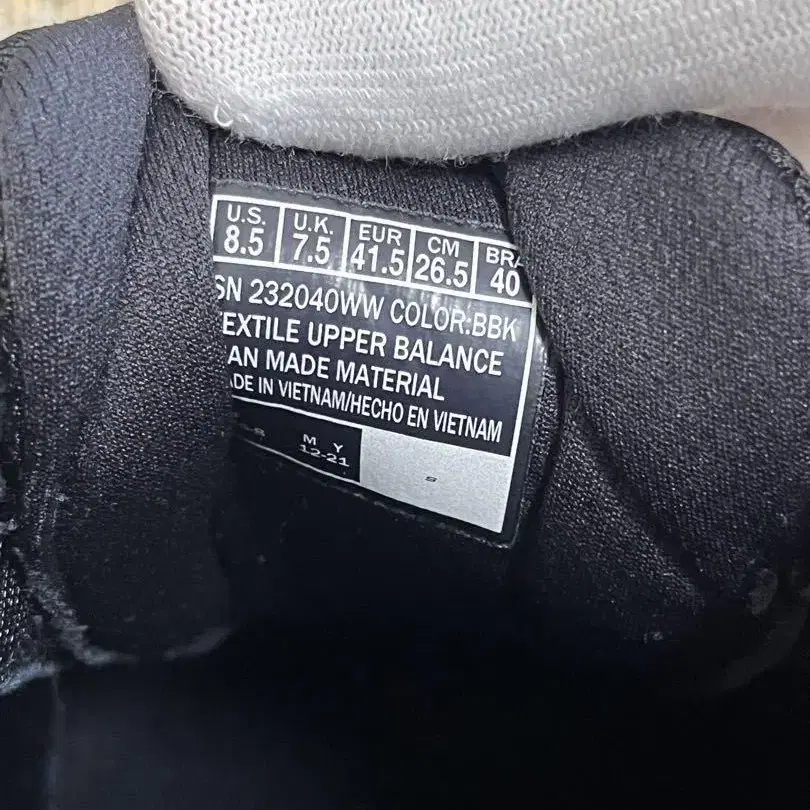 U.S. U.K. EUR CM BRA
8.5 7.5 41.5 26.5 40
SN 232040WW COLOR:BBK
EXTILE UPPER BALANCE
AN MADE MATERIAL
ADE IN VIETNAM/HECHO EN VIETNAM
M Y
12-21
S